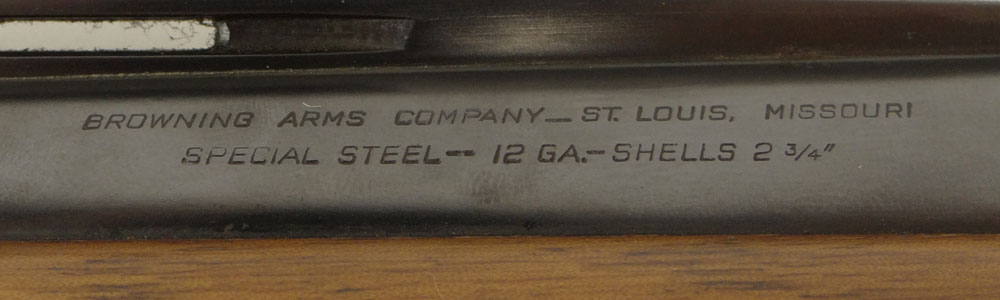 BROWNING ARMS COMPANY— ST. LOUIS, MISSOURI
SPECIAL STEEL-- 12 GA.-SHELLS 2 3/4"